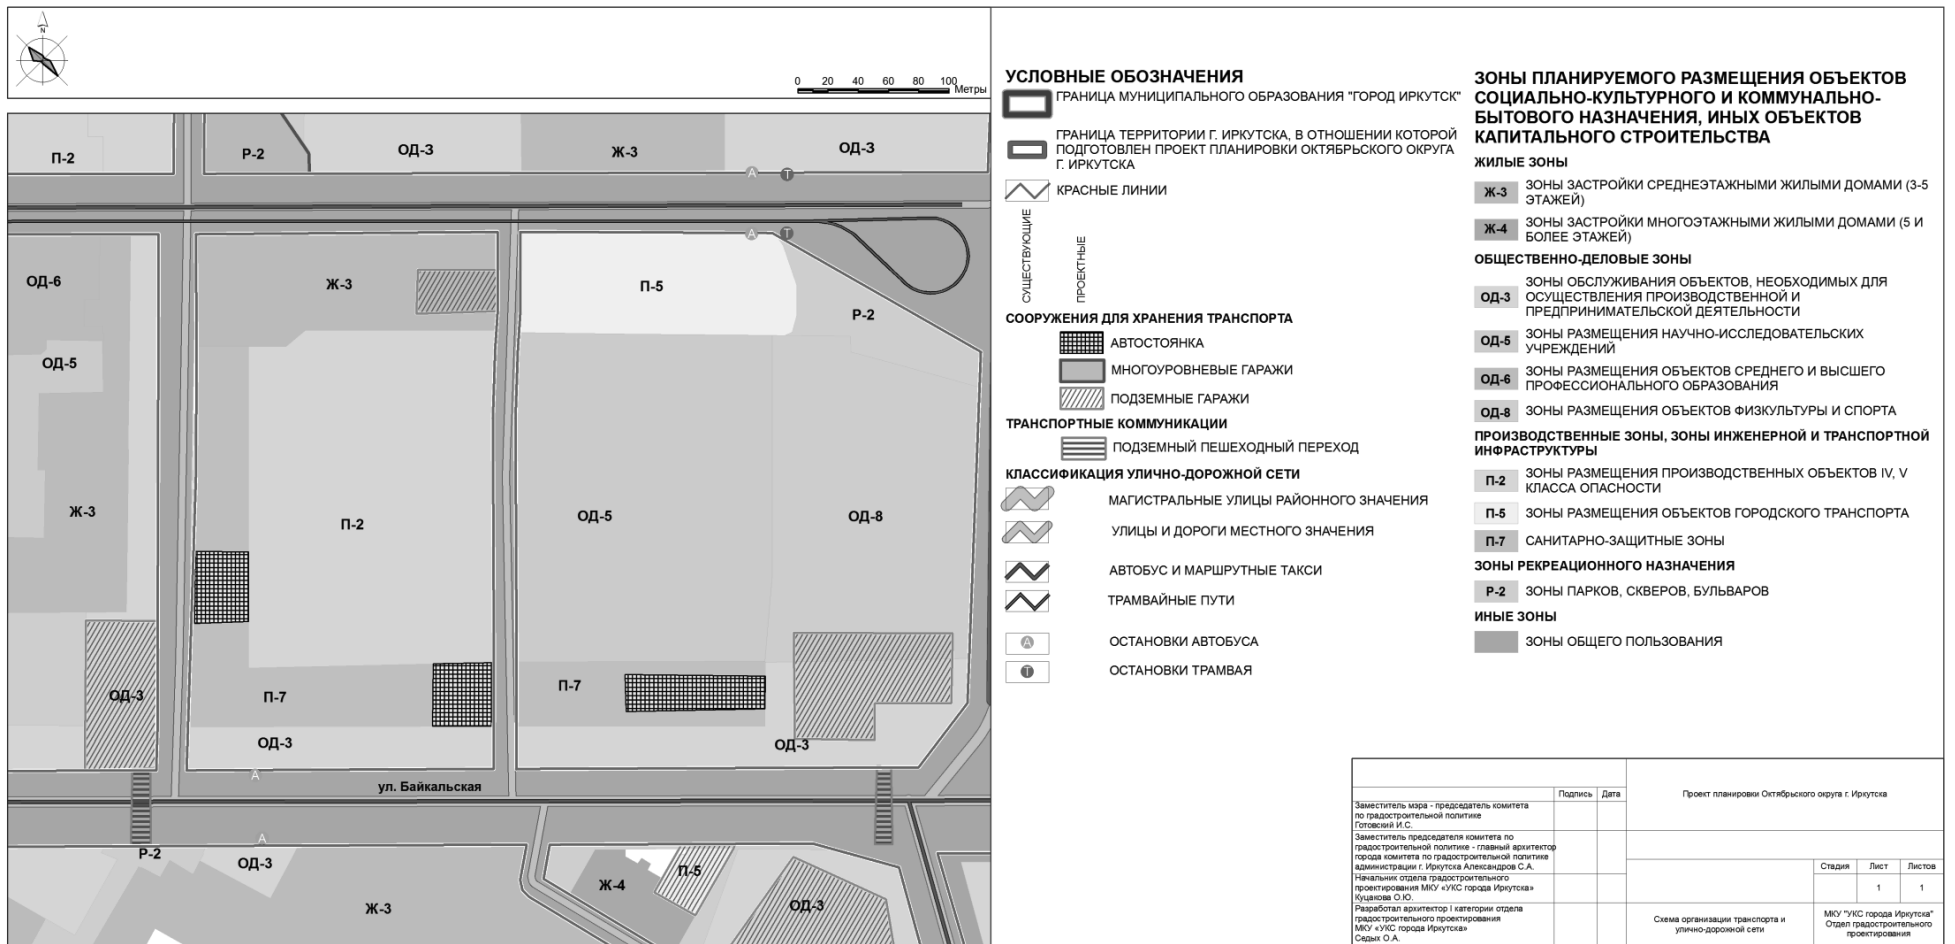 N
0 20 40 60 80 100
Метры
П-2
Р-2
ОД-3
Ж-3
ОД-3
А
Т
А
Т
ОД-6
Ж-3
П-5
Р-2
ОД-5
Ж-3
П-2
ОД-5
ОД-8
ОД-3
П-7
П-7
ОД-3
ОД-3
А
ул. Байкальская
А
Р-2
ОД-3
Ж-3
Ж-4
П-5
ОД-3
УСЛОВНЫЕ ОБОЗНАЧЕНИЯ
ГРАНИЦА МУНИЦИПАЛЬНОГО ОБРАЗОВАНИЯ "ГОРОД ИРКУТСК"
ГРАНИЦА ТЕРРИТОРИИ Г. ИРКУТСКА, В ОТНОШЕНИИ КОТОРОЙ
ПОДГОТОВЛЕН ПРОЕКТ ПЛАНИРОВКИ ОКТЯБРЬСКОГО ОКРУГА
Г. ИРКУТСКА
КРАСНЫЕ ЛИНИИ
СУЩЕСТВУЮЩИЕ
ПРОЕКТНЫЕ
СООРУЖЕНИЯ ДЛЯ ХРАНЕНИЯ ТРАНСПОРТА
АВТОСТОЯНКА
МНОГОУРОВНЕВЫЕ ГАРАЖИ
ПОДЗЕМНЫЕ ГАРАЖИ
ТРАНСПОРТНЫЕ КОММУНИКАЦИИ
ПОДЗЕМНЫЙ ПЕШЕХОДНЫЙ ПЕРЕХОД
КЛАССИФИКАЦИЯ УЛИЧНО-ДОРОЖНОЙ СЕТИ
МАГИСТРАЛЬНЫЕ УЛИЦЫ РАЙОННОГО ЗНАЧЕНИЯ
УЛИЦЫ И ДОРОГИ МЕСТНОГО ЗНАЧЕНИЯ
АВТОБУС И МАРШРУТНЫЕ ТАКСИ
ТРАМВАЙНЫЕ ПУТИ
А ОСТАНОВКИ АВТОБУСА
Т ОСТАНОВКИ ТРАМВАЯ
ЗОНЫ ПЛАНИРУЕМОГО РАЗМЕЩЕНИЯ ОБЪЕКТОВ
СОЦИАЛЬНО-КУЛЬТУРНОГО И КОММУНАЛЬНО-
БЫТОВОГО НАЗНАЧЕНИЯ, ИНЫХ ОБЪЕКТОВ
КАПИТАЛЬНОГО СТРОИТЕЛЬСТВА
ЖИЛЫЕ ЗОНЫ
Ж-3 ЗОНЫ ЗАСТРОЙКИ СРЕДНЕЭТАЖНЫМИ ЖИЛЫМИ ДОМАМИ (3-5
ЭТАЖЕЙ)
Ж-4 ЗОНЫ ЗАСТРОЙКИ МНОГОЭТАЖНЫМИ ЖИЛЫМИ ДОМАМИ (5 И
БОЛЕЕ ЭТАЖЕЙ)
ОБЩЕСТВЕННО-ДЕЛОВЫЕ ЗОНЫ
ОД-3 ЗОНЫ ОБСЛУЖИВАНИЯ ОБЪЕКТОВ, НЕОБХОДИМЫХ ДЛЯ
ОСУЩЕСТВЛЕНИЯ ПРОИЗВОДСТВЕННОЙ И
ПРЕДПРИНИМАТЕЛЬСКОЙ ДЕЯТЕЛЬНОСТИ
ОД-5 ЗОНЫ РАЗМЕЩЕНИЯ НАУЧНО-ИССЛЕДОВАТЕЛЬСКИХ
УЧРЕЖДЕНИЙ
ОД-6 ЗОНЫ РАЗМЕЩЕНИЯ ОБЪЕКТОВ СРЕДНЕГО И ВЫСШЕГО
ПРОФЕССИОНАЛЬНОГО ОБРАЗОВАНИЯ
ОД-8 ЗОНЫ РАЗМЕЩЕНИЯ ОБЪЕКТОВ ФИЗКУЛЬТУРЫ И СПОРТА
ПРОИЗВОДСТВЕННЫЕ ЗОНЫ, ЗОНЫ ИНЖЕНЕРНОЙ И ТРАНСПОРТНОЙ
ИНФРАСТРУКТУРЫ
П-2 ЗОНЫ РАЗМЕЩЕНИЯ ПРОИЗВОДСТВЕННЫХ ОБЪЕКТОВ IV, V
КЛАССА ОПАСНОСТИ
П-5 ЗОНЫ РАЗМЕЩЕНИЯ ОБЪЕКТОВ ГОРОДСКОГО ТРАНСПОРТА
П-7 САНИТАРНО-ЗАЩИТНЫЕ ЗОНЫ
ЗОНЫ РЕКРЕАЦИОННОГО НАЗНАЧЕНИЯ
Р-2 ЗОНЫ ПАРКОВ, СКВЕРОВ, БУЛЬВАРОВ
ИНЫЕ ЗОНЫ
ЗОНЫ ОБЩЕГО ПОЛЬЗОВАНИЯ
Подпись Дата
Проект планировки Октябрьского округа г. Иркутска
Заместитель мэра - председатель комитета
по градостроительной политике
Готовский И.С.
Заместитель председателя комитета по
градостроительной политике - главный архитектор
города комитета по градостроительной политике
администрации г. Иркутска Александров С.А.
Начальник отдела градостроительного
проектирования МКУ «УКС города Иркутска»
Куцакова О.Ю.
Разработал архитектор I категории отдела
градостроительного проектирования
МКУ «УКС города Иркутска»
Седых О.А.
Стадия Лист Листов
1 1
Схема организации транспорта и
улично-дорожной сети
МКУ "УКС города Иркутска"
Отдел градостроительного
проектирования